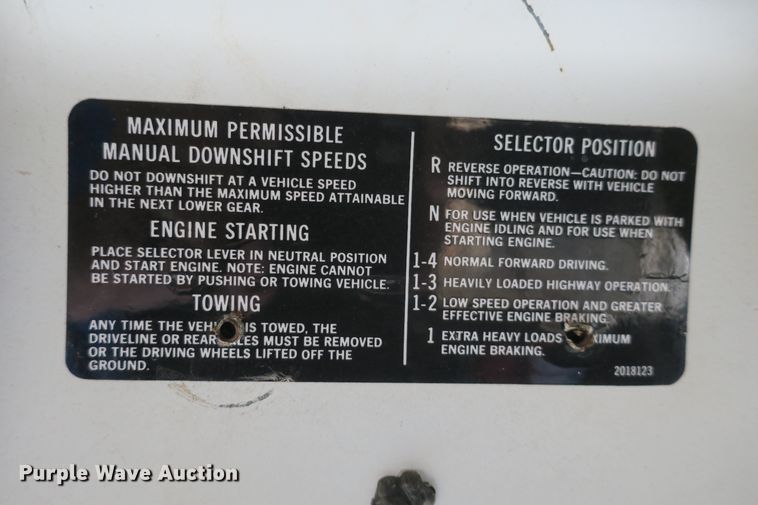 MAXIMUM PERMISSIBLE
MANUAL DOWNSHIFT SPEEDS
DO NOT DOWNSHIFT AT A VEHICLE SPEED
HIGHER THAN THE MAXIMUM SPEED ATTAINABLE
IN THE NEXT LOWER GEAR.
ENGINE STARTING
PLACE SELECTOR LEVER IN NEUTRAL POSITION
AND START ENGINE. NOTE: ENGINE CANNOT
BE STARTED BY PUSHING OR TOWING VEHICLE.
TOWING
ANY TIME THE IS TOWED, THE
DRIVELINE OR REAR MUST BE REMOVED
OR THE DRIVING WHEELS LIFTED OFF THE
GROUND.
SELECTOR POSITION
R REVERSE OPERATION—CAUTION: DO NOT
SHIFT INTO REVERSE WITH VEHICLE
MOVING FORWARD.
N FOR USE WHEN VEHICLE IS PARKED WITH
ENGINE IDLING AND FOR USE WHEN
STARTING ENGINE.
1-4 NORMAL FORWARD DRIVING.
1-3 HEAVILY LOADED HIGHWAY OPERATION.
1-2 LOW SPEED OPERATION AND GREATER
EFFECTIVE ENGINE BRAKING.
1 EXTRA HEAVY LOADS
ENGINE BRAKING.
2018123
Purple Wave Auction